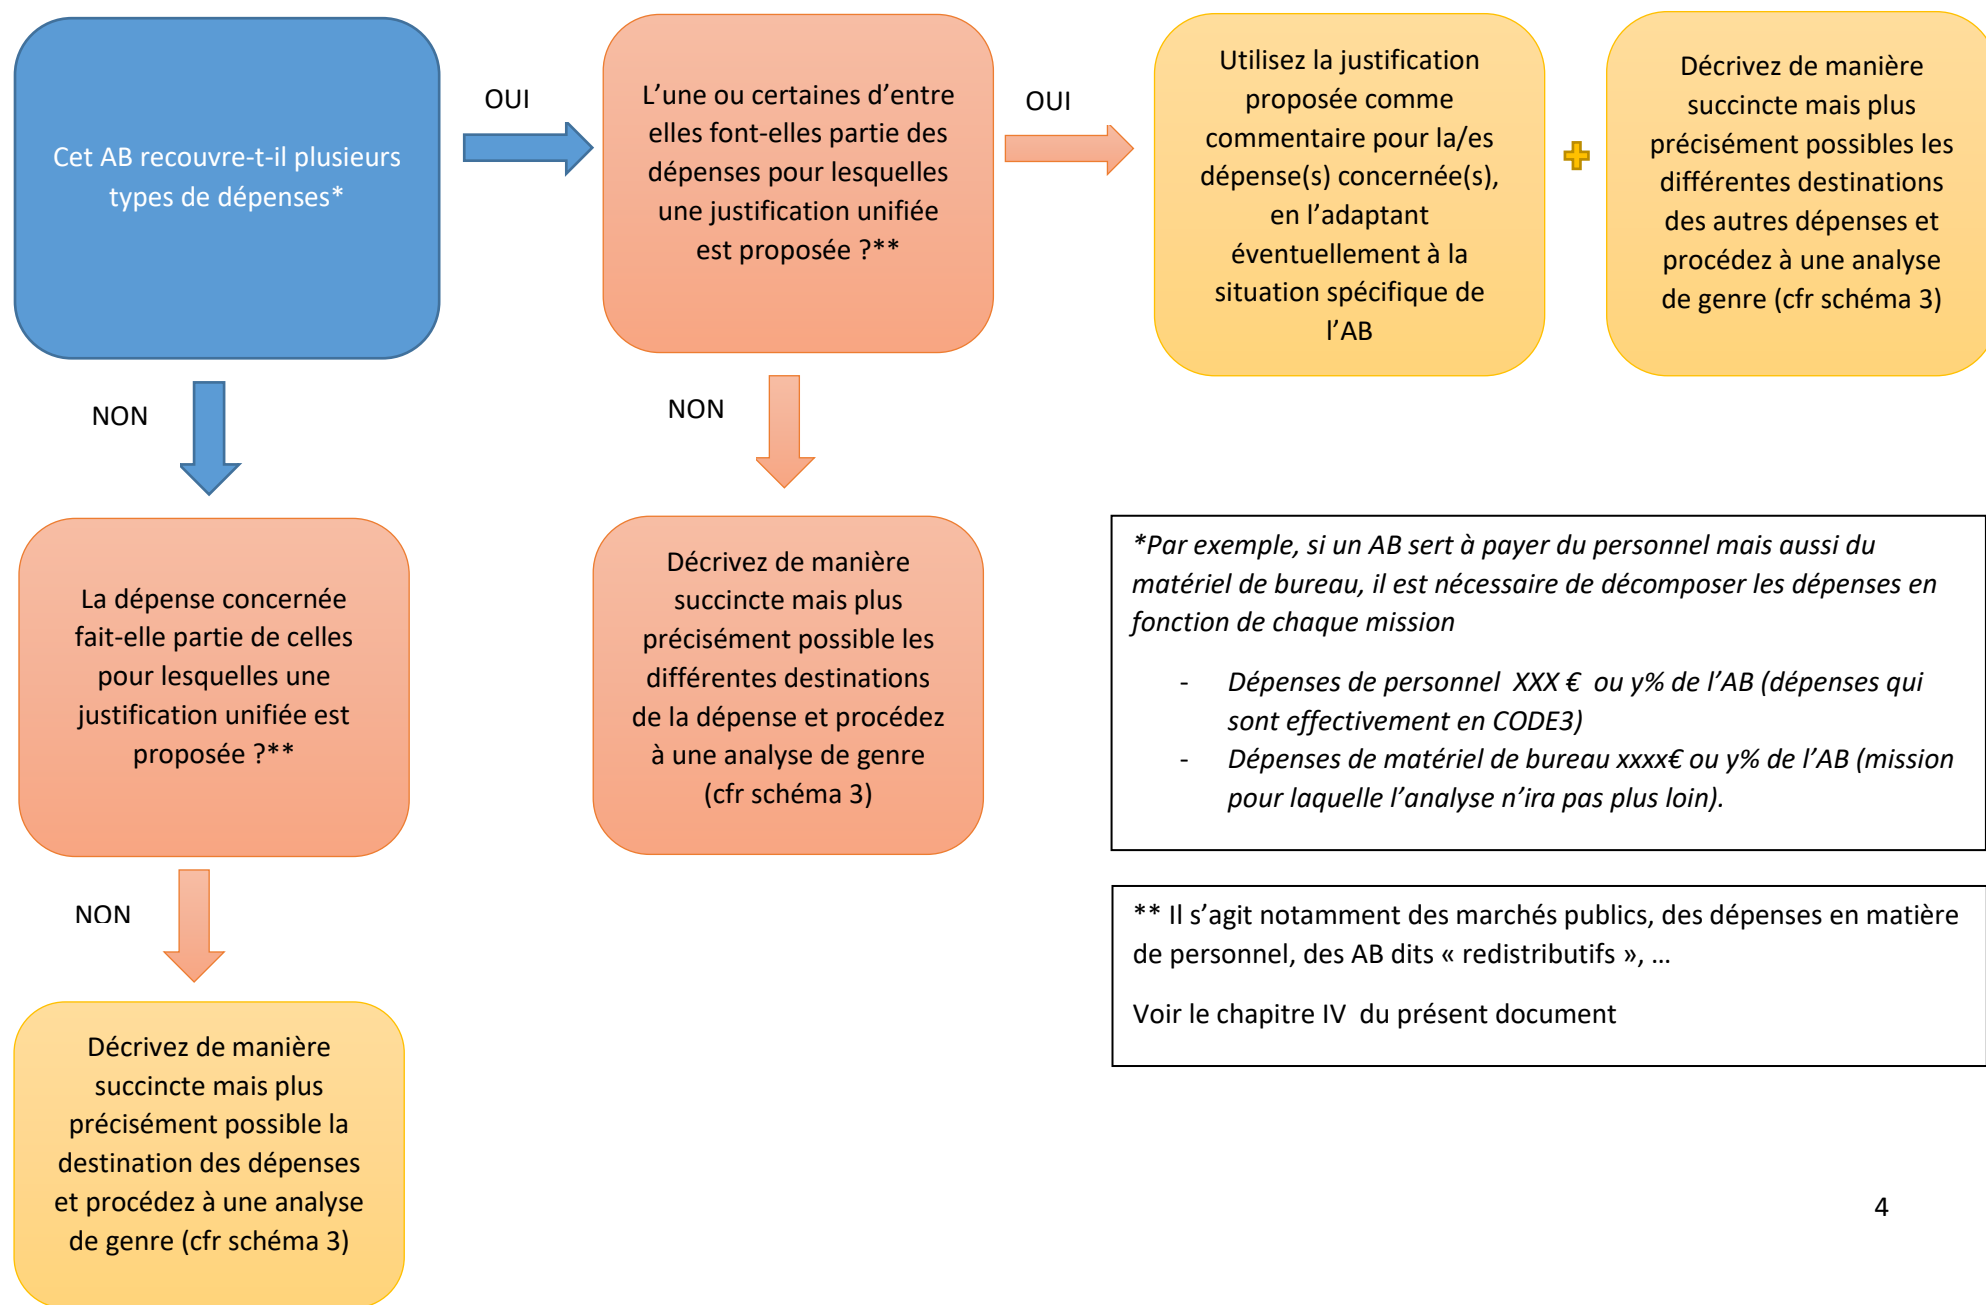 Cet AB recouvre-t-il plusieurs
types de dépenses*
OUI
L’une ou certaines d’entre
elles font-elles partie des
dépenses pour lesquelles
une justification unifiée
est proposée ?**
OUI
Utilisez la justification
proposée comme
commentaire pour la/es
dépense(s) concernée(s),
en l’adaptant
éventuellement à la
situation spécifique de
l’AB
Décrivez de manière
succincte mais plus
précisément possibles les
différentes destinations
des autres dépenses et
procédez à une analyse
de genre (cfr schéma 3)
NON
NON
La dépense concernée
fait-elle partie de celles
pour lesquelles une
justification unifiée est
proposée ?**
Décrivez de manière
succincte mais plus
précisément possible les
différentes destinations
de la dépense et procédez
à une analyse de genre
(cfr schéma 3)
*Par exemple, si un AB sert à payer du personnel mais aussi du
matériel de bureau, il est nécessaire de décomposer les dépenses en
fonction de chaque mission
- Dépenses de personnel XXX € ou y% de l’AB (dépenses qui
sont effectivement en CODE3)
- Dépenses de matériel de bureau xxxx€ ou y% de l’AB (mission
pour laquelle l’analyse n’ira pas plus loin).
NON
** Il s’agit notamment des marchés publics, des dépenses en matière
de personnel, des AB dits « redistributifs », …
Voir le chapitre IV du présent document
Décrivez de manière
succincte mais plus
précisément possible la
destination des dépenses
et procédez à une analyse
de genre (cfr schéma 3)
4